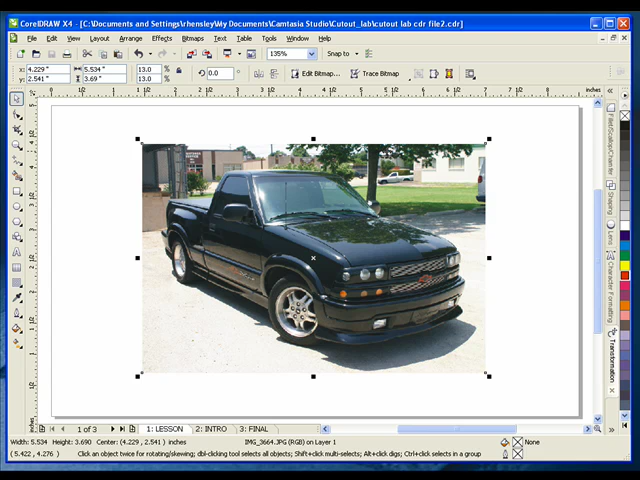 CorelDRAW X4 - [C:\Documents and Settings\rhensley\My Documents\Camtasia Studio\Cutout_lab\cutout lab cdr file2.cdr]
File Edit View Layout Arrange Effects Bitmaps Text Table Tools Window Help
135% Snap to
x: 4.229 " 5.534 " 13.0 % 0.0 Edit Bitmap... Trace Bitmap
y: 2.541 " 3.69 " 13.0 %
inches
Fillet/Scallop/Chamfer
Shaping
Lens
Character Formatting
Transformation
1 of 3 1: LESSON 2: INTRO 3: FINAL
Width: 5.534 Height: 3.690 Center: (4.229 , 2.541 ) inches IMG_3664.JPG (RGB) on Layer 1 None
( 5.422 , 4.276 ) Click an object twice for rotating/skewing; dbl-clicking tool selects all objects; Shift+click multi-selects; Alt+click digs; Ctrl+click selects in a group